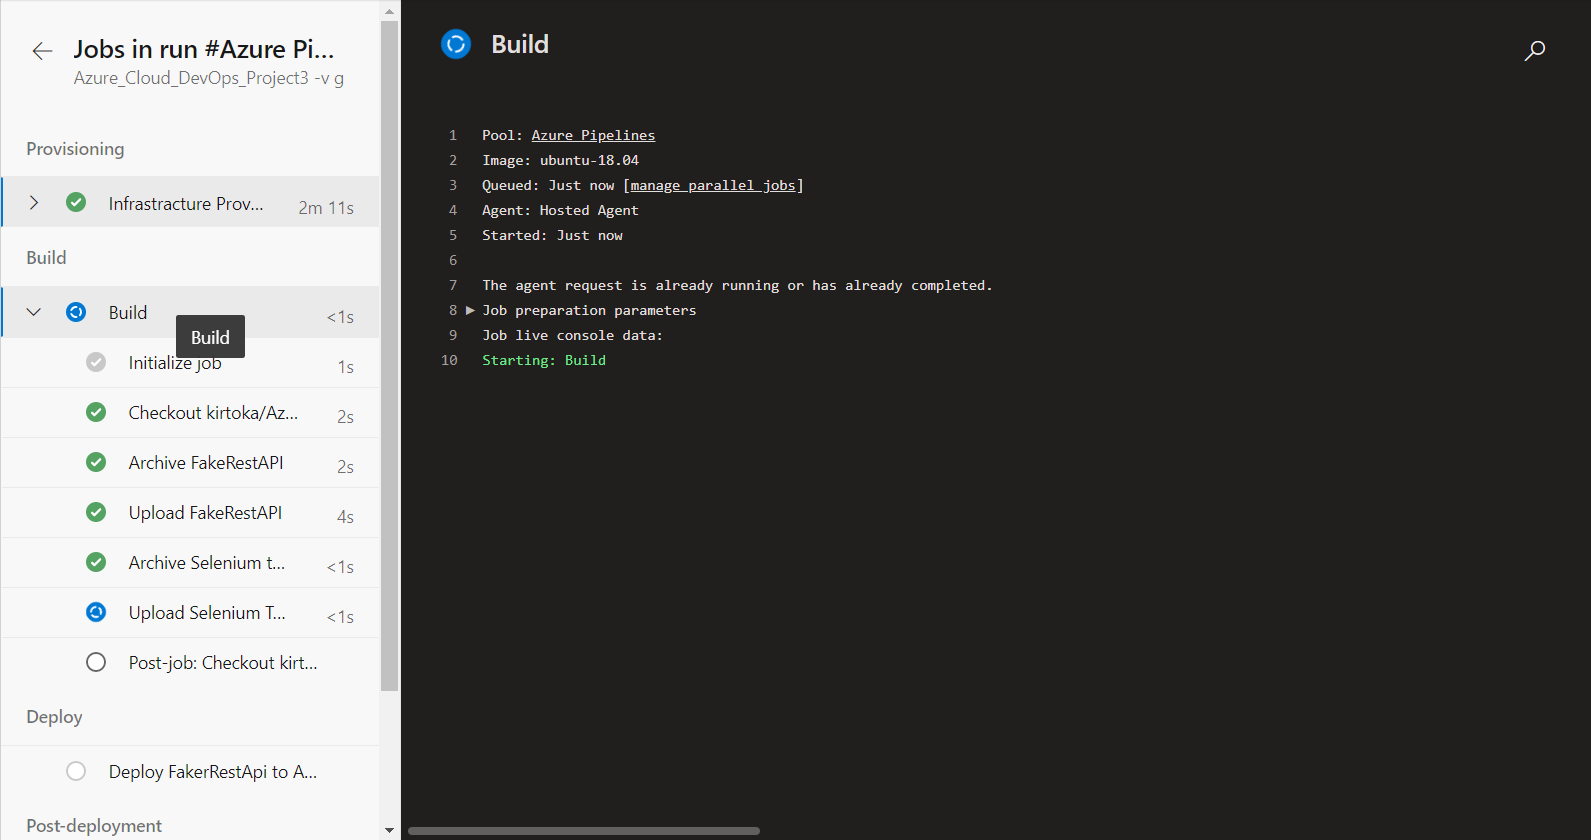 Jobs in run #Azure Pi...
Azure_Cloud_DevOps_Project3 -v g
Provisioning
Infrastracture Prov... 2m 11s
Build
Build <1s
Build
Initialize job 1s
Checkout kirtoka/Az... 2s
Archive FakeRestAPI 2s
Upload FakeRestAPI 4s
Archive Selenium t... <1s
Upload Selenium T... <1s
Post-job: Checkout kirt...
Deploy
Deploy FakerRestApi to A...
Post-deployment
Build
1 Pool: Azure Pipelines
2 Image: ubuntu-18.04
3 Queued: Just now [manage parallel jobs]
4 Agent: Hosted Agent
5 Started: Just now
6
7 The agent request is already running or has already completed.
8 Job preparation parameters
9 Job live console data:
10 Starting: Build